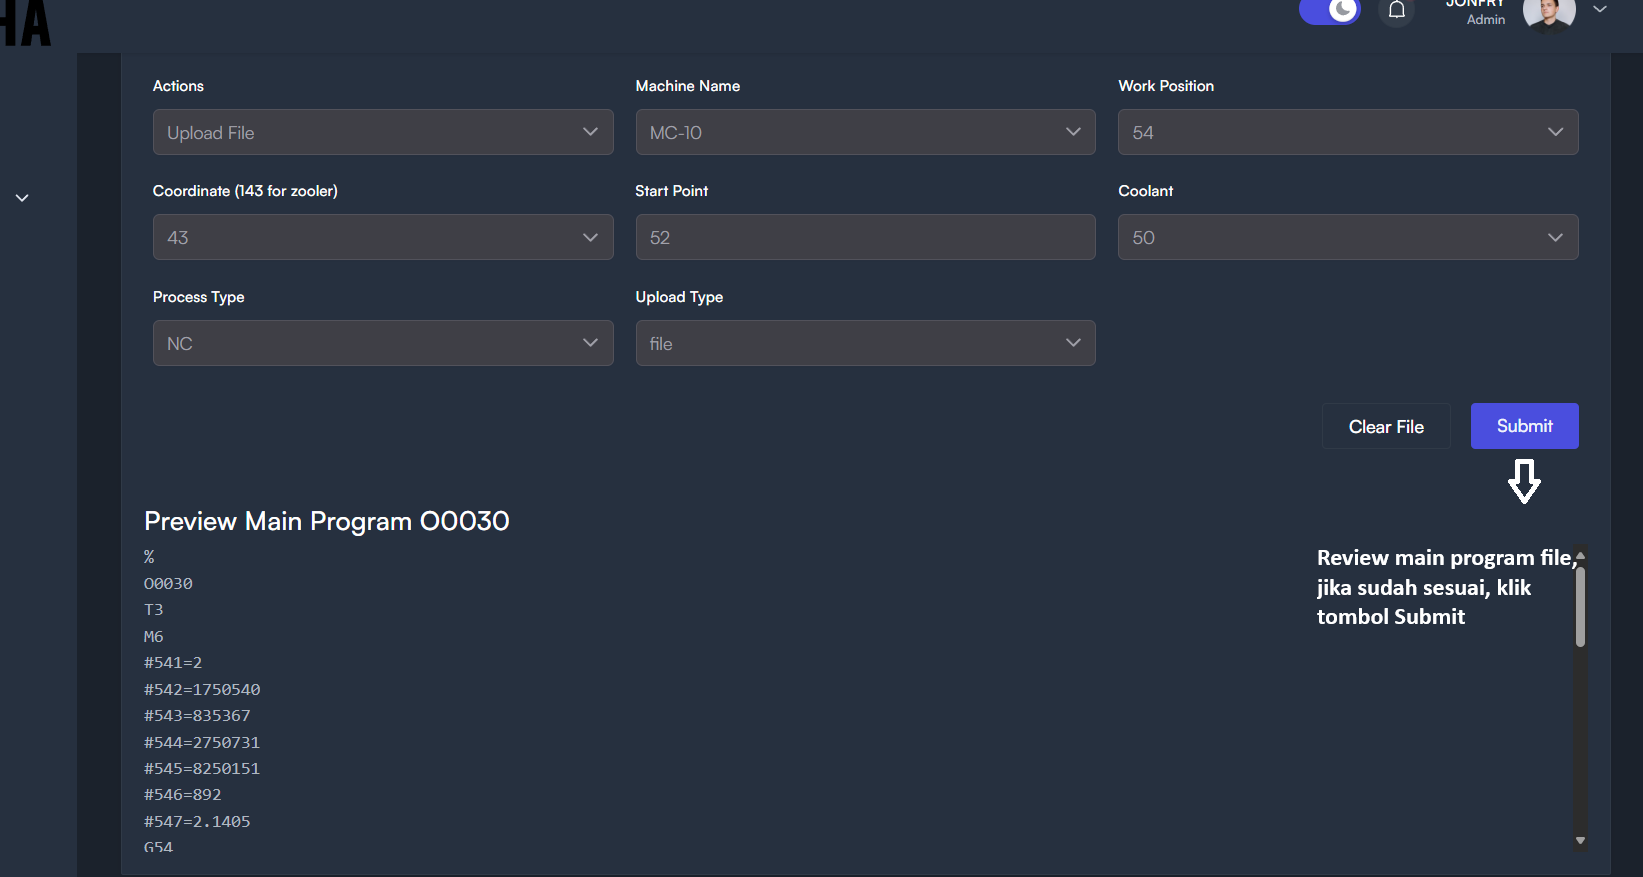 HA
JONFRY
Admin
Actions
Machine Name
Work Position
Upload File
MC-10
54
Coordinate (143 for zooler)
Start Point
Coolant
43
52
50
Process Type
Upload Type
NC
file
Clear File
Submit
Preview Main Program O0030
%
O0030
T3
M6
#541=2
#542=1750540
#543=835367
#544=2750731
#545=8250151
#546=892
#547=2.1405
G54
Review main program file,
jika sudah sesuai, klik
tombol Submit